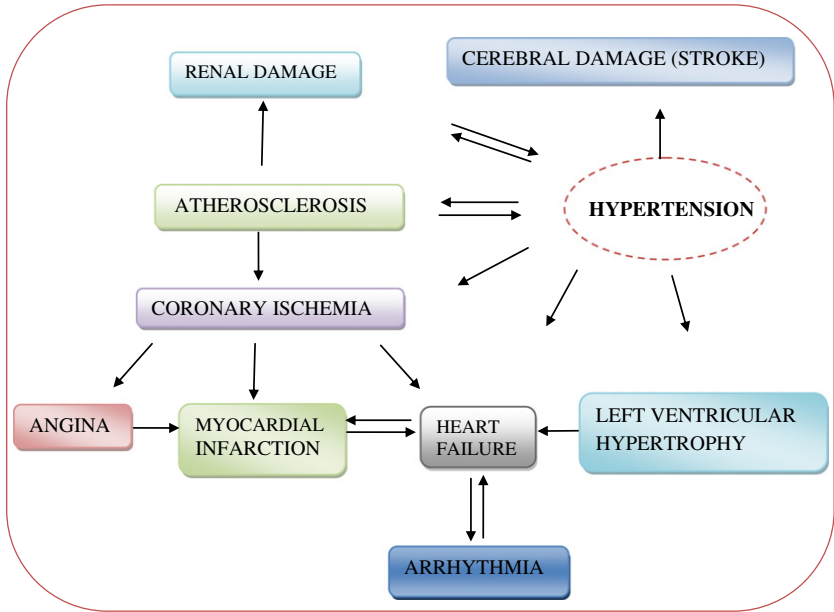 RENAL DAMAGE
CEREBRAL DAMAGE (STROKE)
ATHEROSCLEROSIS
HYPERTENSION
CORONARY ISCHEMIA
ANGINA
MYOCARDIAL
INFARCTION
HEART
FAILURE
LEFT VENTRICULAR
HYPERTROPHY
ARRHYTHMIA